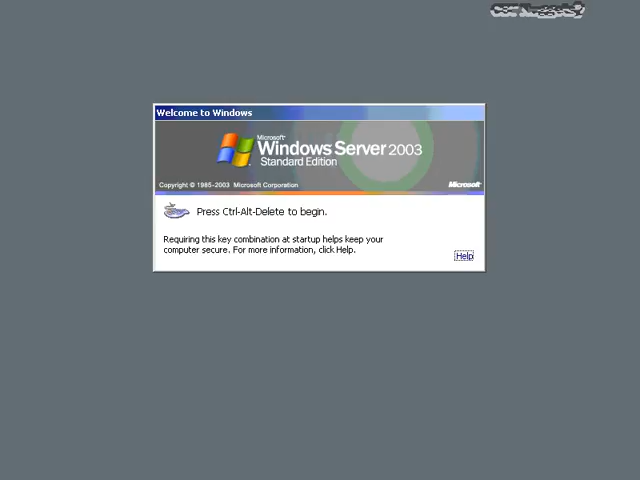 CBT Nuggets
Welcome to Windows
Microsoft®
Windows Server 2003
Standard Edition
Copyright © 1985-2003 Microsoft Corporation
Microsoft
Press Ctrl-Alt-Delete to begin.
Requiring this key combination at startup helps keep your
computer secure. For more information, click Help.
Help